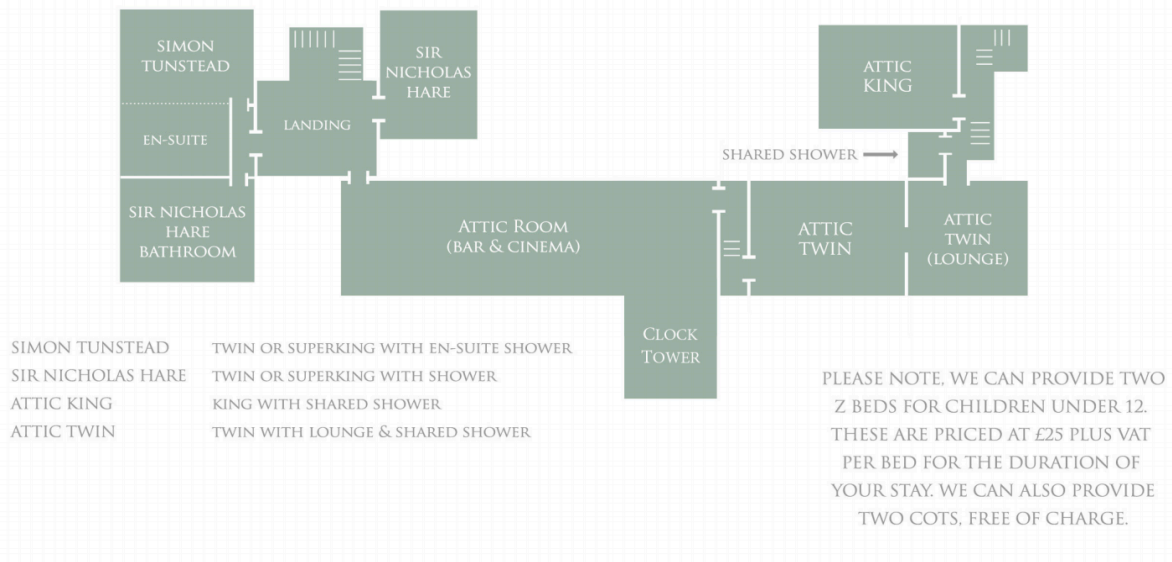 SIMON
TUNSTEAD
EN-SUITE
SIR NICHOLAS
HARE
BATHROOM
LANDING
SIR
NICHOLAS
HARE
ATTIC ROOM
(BAR & CINEMA)
CLOCK
TOWER
ATTIC
KING
SHARED SHOWER
ATTIC
TWIN
ATTIC
TWIN
(LOUNGE)
SIMON TUNSTEAD TWIN OR SUPERKING WITH EN-SUITE SHOWER
SIR NICHOLAS HARE TWIN OR SUPERKING WITH SHOWER
ATTIC KING KING WITH SHARED SHOWER
ATTIC TWIN TWIN WITH LOUNGE & SHARED SHOWER
PLEASE NOTE, WE CAN PROVIDE TWO
Z BEDS FOR CHILDREN UNDER 12.
THESE ARE PRICED AT £25 PLUS VAT
PER BED FOR THE DURATION OF
YOUR STAY. WE CAN ALSO PROVIDE
TWO COTS, FREE OF CHARGE.